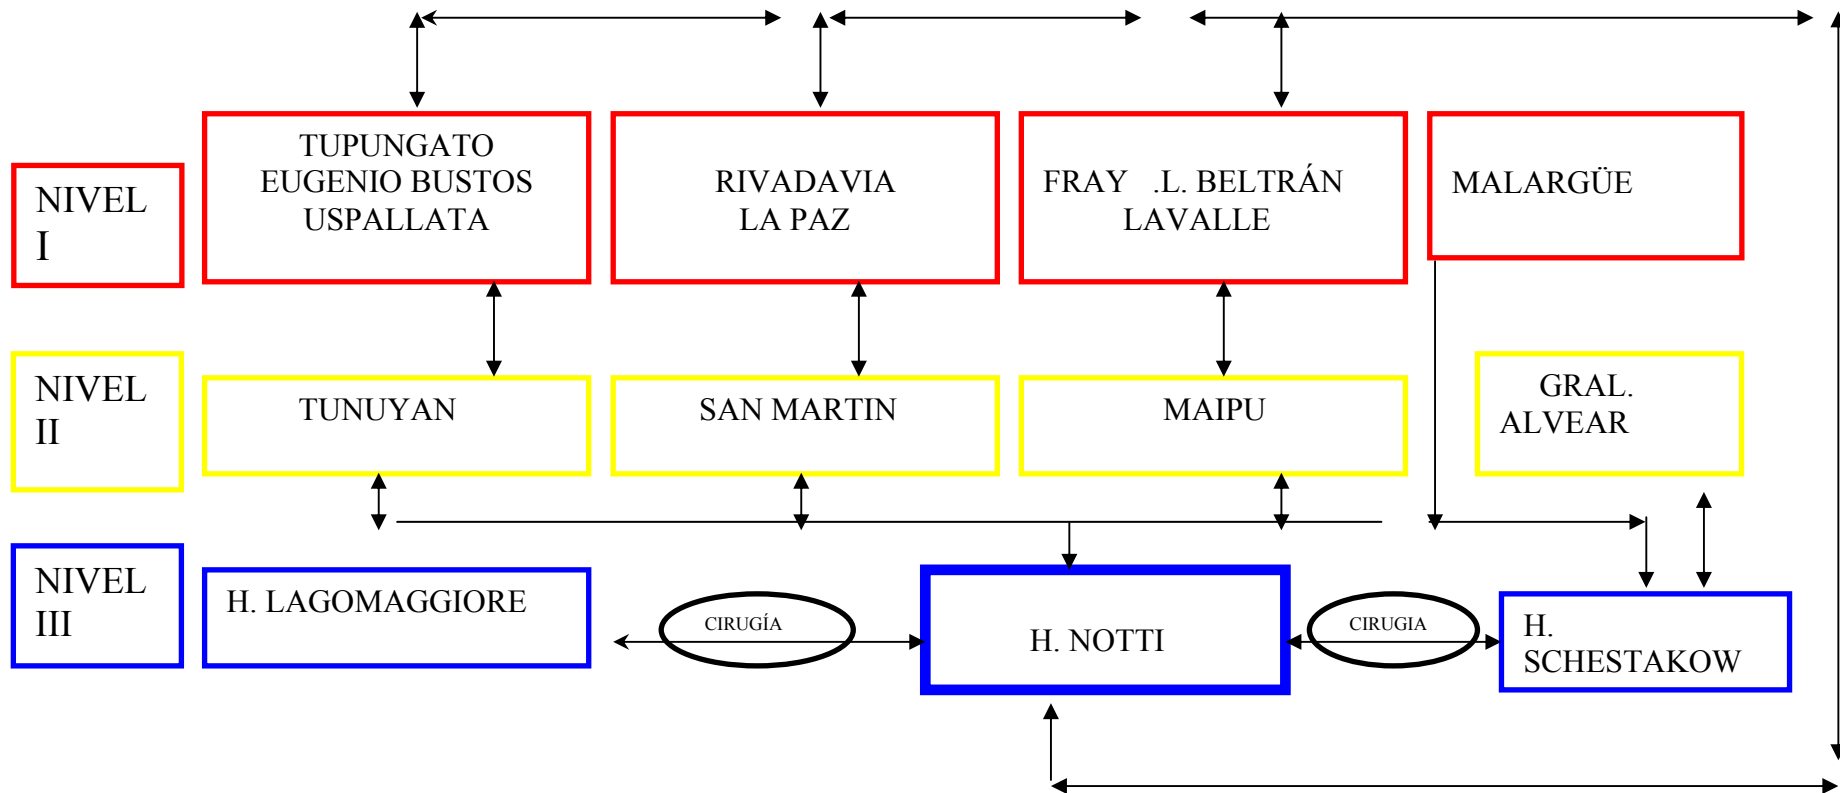 NIVEL
I
TUPUNGATO
EUGENIO BUSTOS
USPALLATA
RIVADAVIA
LA PAZ
FRAY .L. BELTRÁN
LAVALLE
MALARGÜE
NIVEL
II
TUNUYAN
SAN MARTIN
MAIPU
GRAL.
ALVEAR
NIVEL
III
H. LAGOMAGGIORE
CIRUGÍA
H. NOTTI
CIRUGIA
H.
SCHESTAKOW